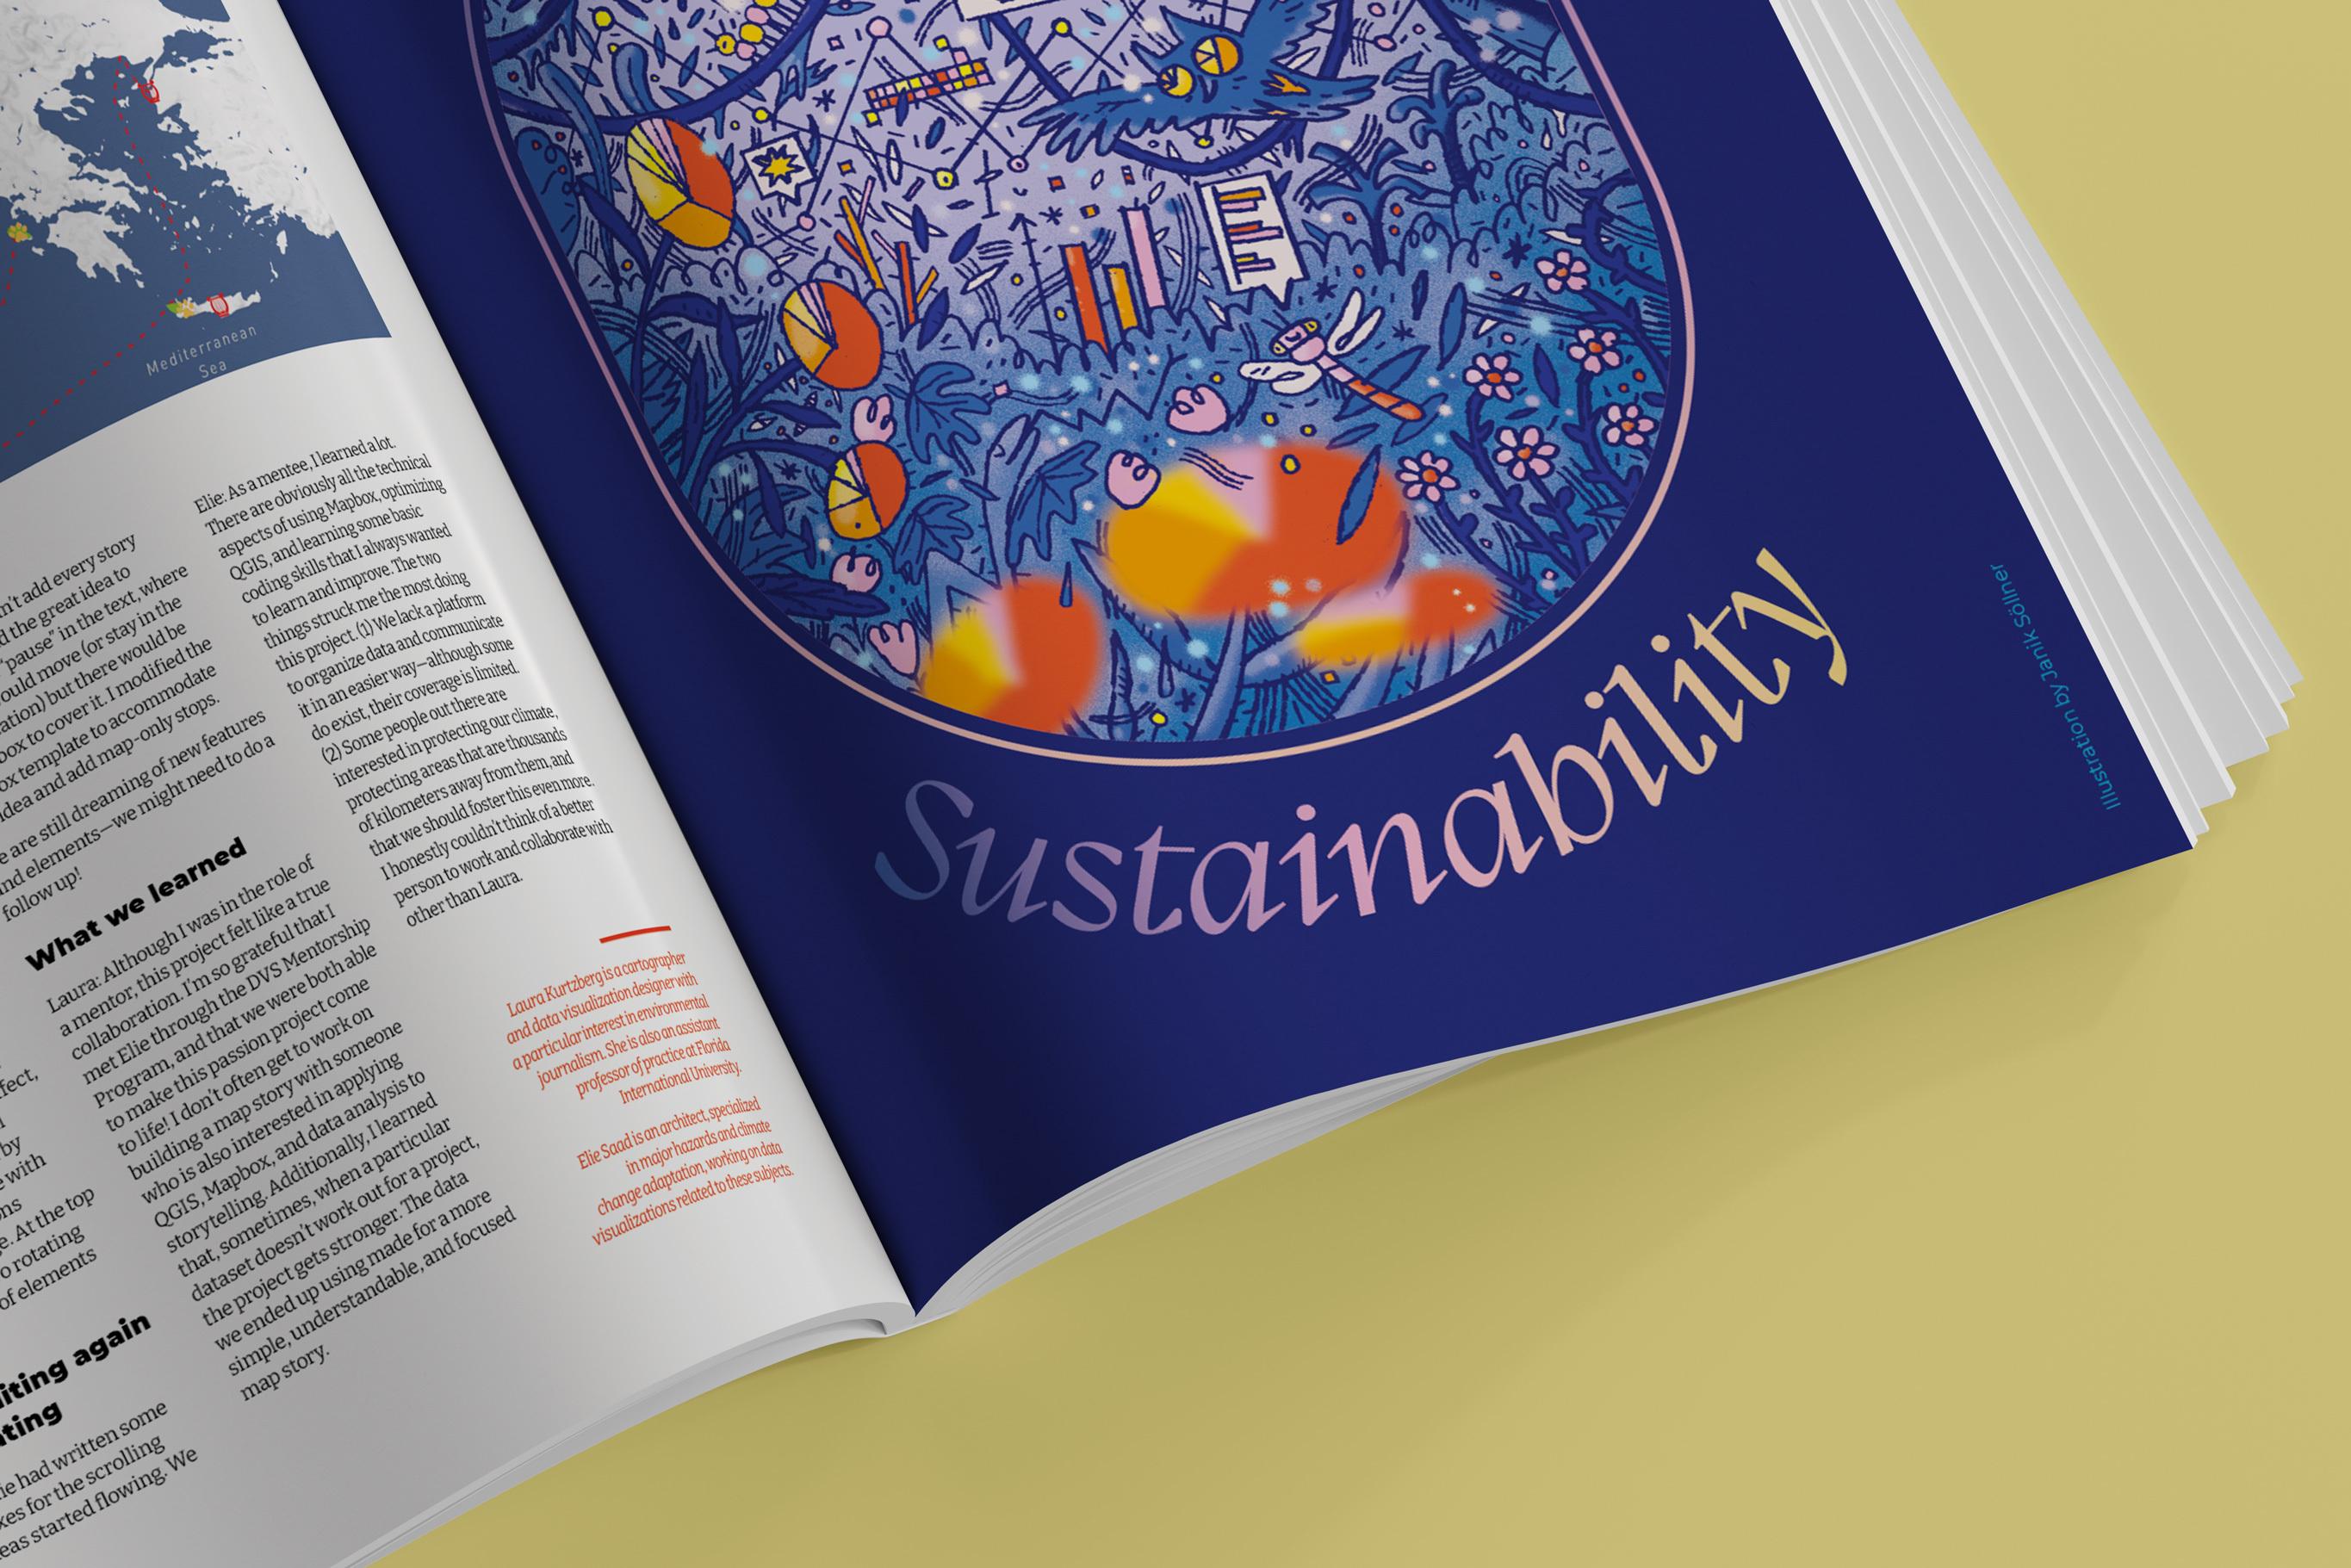 Mediterranean
Sea
add every story
the great idea to
“pause” in the text, where
move (or stay in the
but there would be
box to cover it. I modified the
template to accommodate
idea and add map-only stops.
are still dreaming of new features
elements—we might need to do a
follow up!
What we learned
Laura: Although I was in the role of
a mentor, this project felt like a true
collaboration. I'm so grateful that I
met Elie through the DVS Mentorship
Program, and that we were both able
to make this passion project come
to life! I don't often get to work on
building a map story with someone
who is also interested in applying
QGIS, Mapbox, and data analysis to
storytelling. Additionally, I learned
that, sometimes, when a particular
dataset doesn't work out for a project,
the project gets stronger. The data
we ended up using made for a more
simple, understandable, and focused
map story.
by
with
At the top
rotating
of elements
again
had written some
for the scrolling
started flowing. We
Elie: As a mentee, I learned a lot.
There are obviously all the technical
aspects of using Mapbox, optimizing
QGIS, and learning some basic
coding skills that I always wanted
to learn and improve. The two
things struck me the most doing
this project. (1) We lack a platform
to organize data and communicate
it in an easier way—although some
do exist, their coverage is limited.
(2) Some people out there are
interested in protecting our climate,
protecting areas that are thousands
of kilometers away from them, and
that we should foster this even more.
I honestly couldn't think of a better
person to work and collaborate with
other than Laura.
Laura Kurtzberg is a cartographer
and data visualization designer with
a particular interest in environmental
journalism. She is also an assistant
professor of practice at Florida
International University.
Elie Saad is an architect, specialized
in major hazards and climate
change adaptation, working on data
visualizations related to these subjects.
Sustainability
Illustration by Janik Söllner